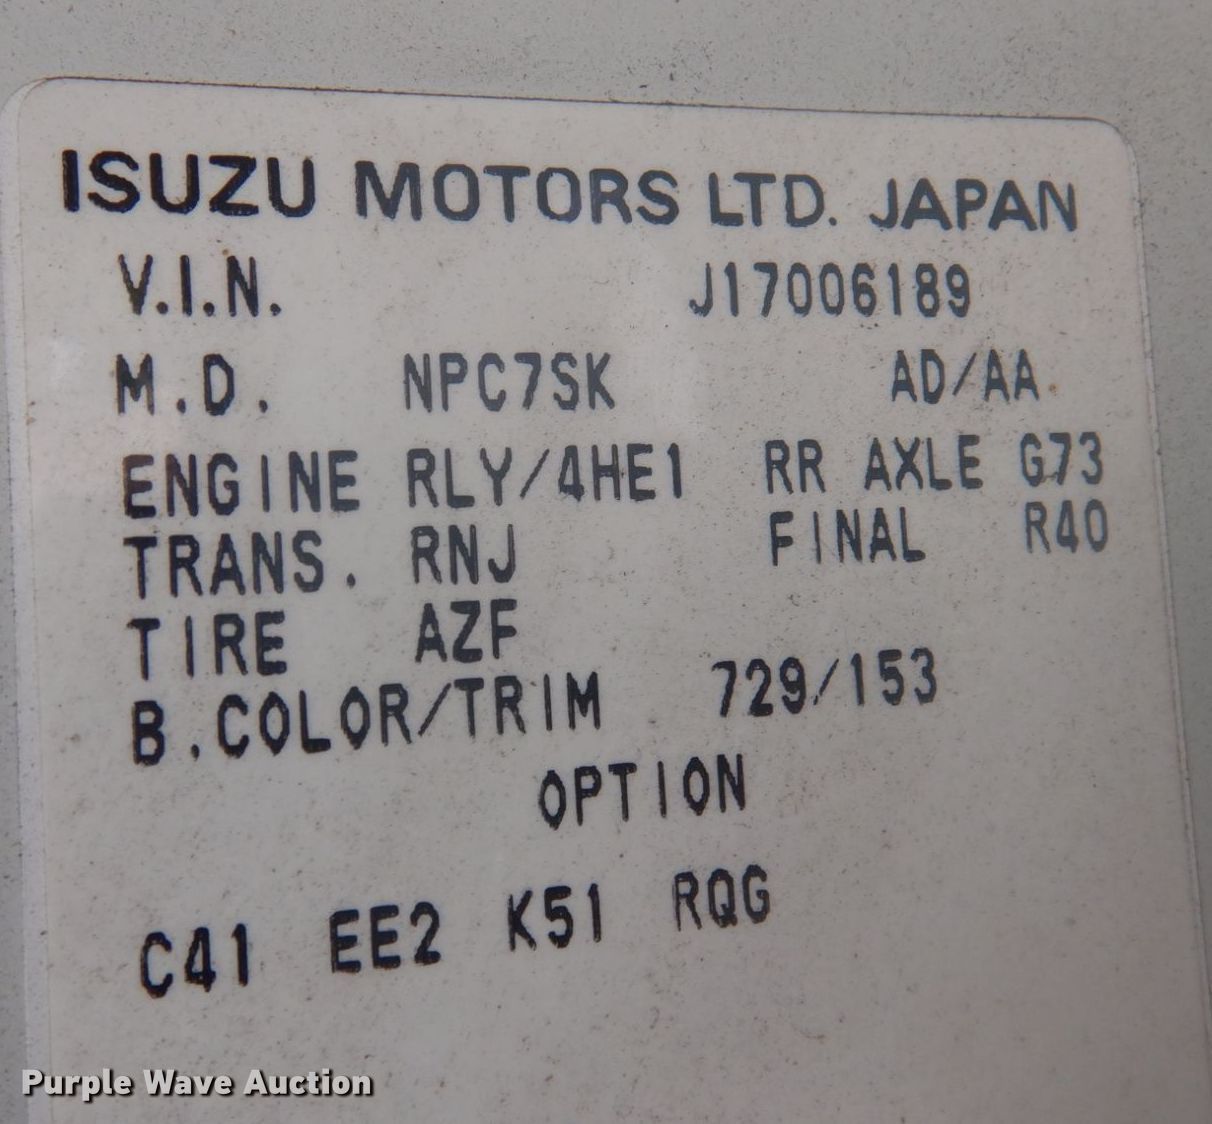 ISUZU MOTORS LTD. JAPAN
V.I.N. J17006189
M.D. NPC7SK AD/AA
ENGINE RLY/4HE1 RR AXLE G73
TRANS. RNJ FINAL R40
TIRE AZF
B.COLOR/TRIM 729/153
OPTION
C41 EE2 K51 RQG
Purple Wave Auction